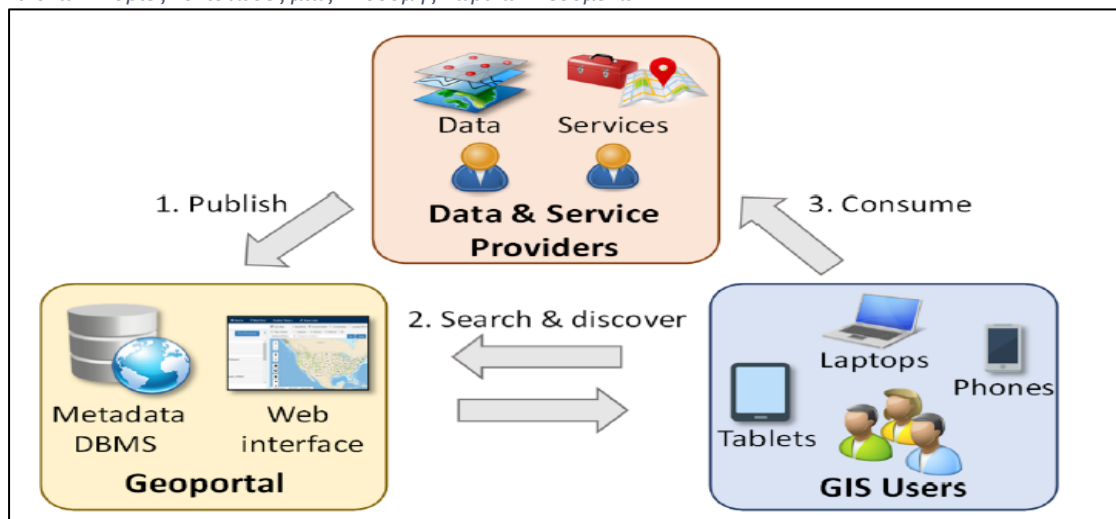 Data
Services
Data & Service
Providers
1. Publish
3. Consume
2. Search & discover
Metadata
DBMS
Web
interface
Geoportal
Laptops
Phones
Tablets
GIS Users